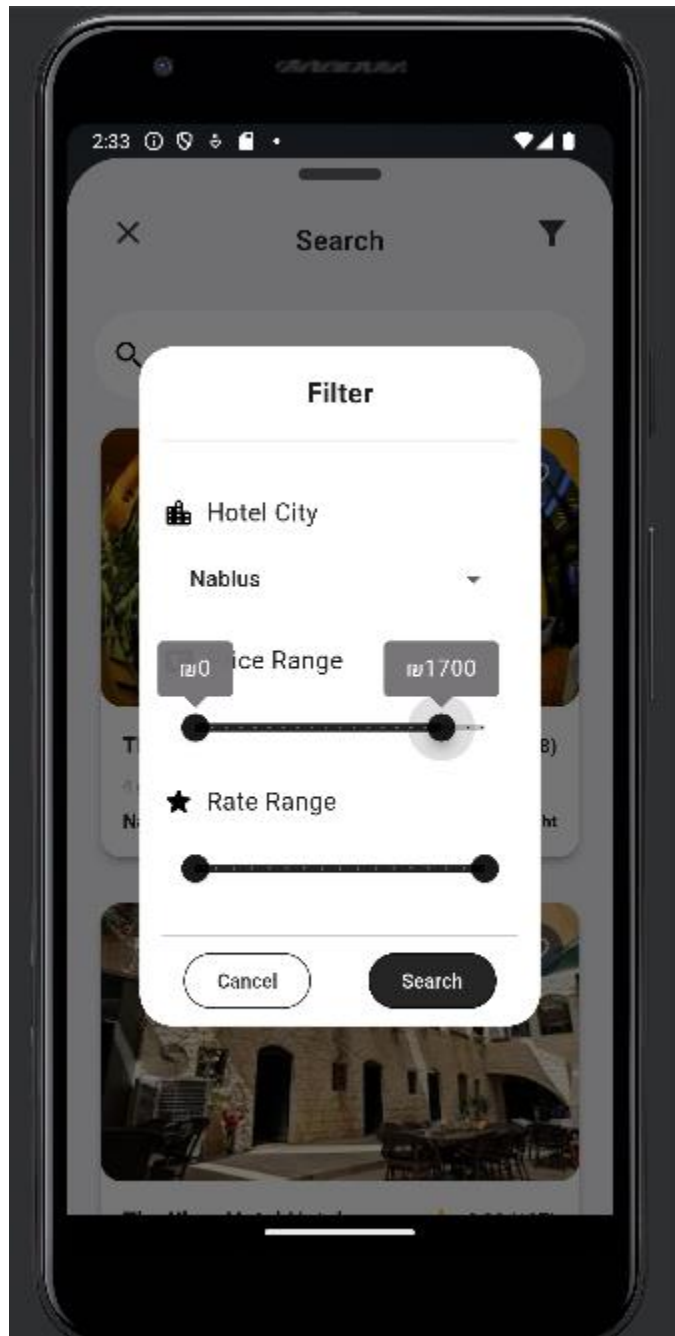 2:33
Search
Filter
Hotel City
Nablus
₪0
ice Range
₪1700
Rate Range
Cancel
Search